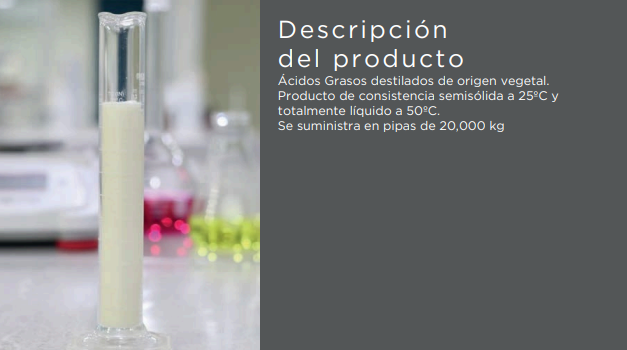 Descripción
del producto
Ácidos Grasos destilados de origen vegetal.
Producto de consistencia semisólida a 25ºC y
totalmente líquido a 50ºC.
Se suministra en pipas de 20,000 kg